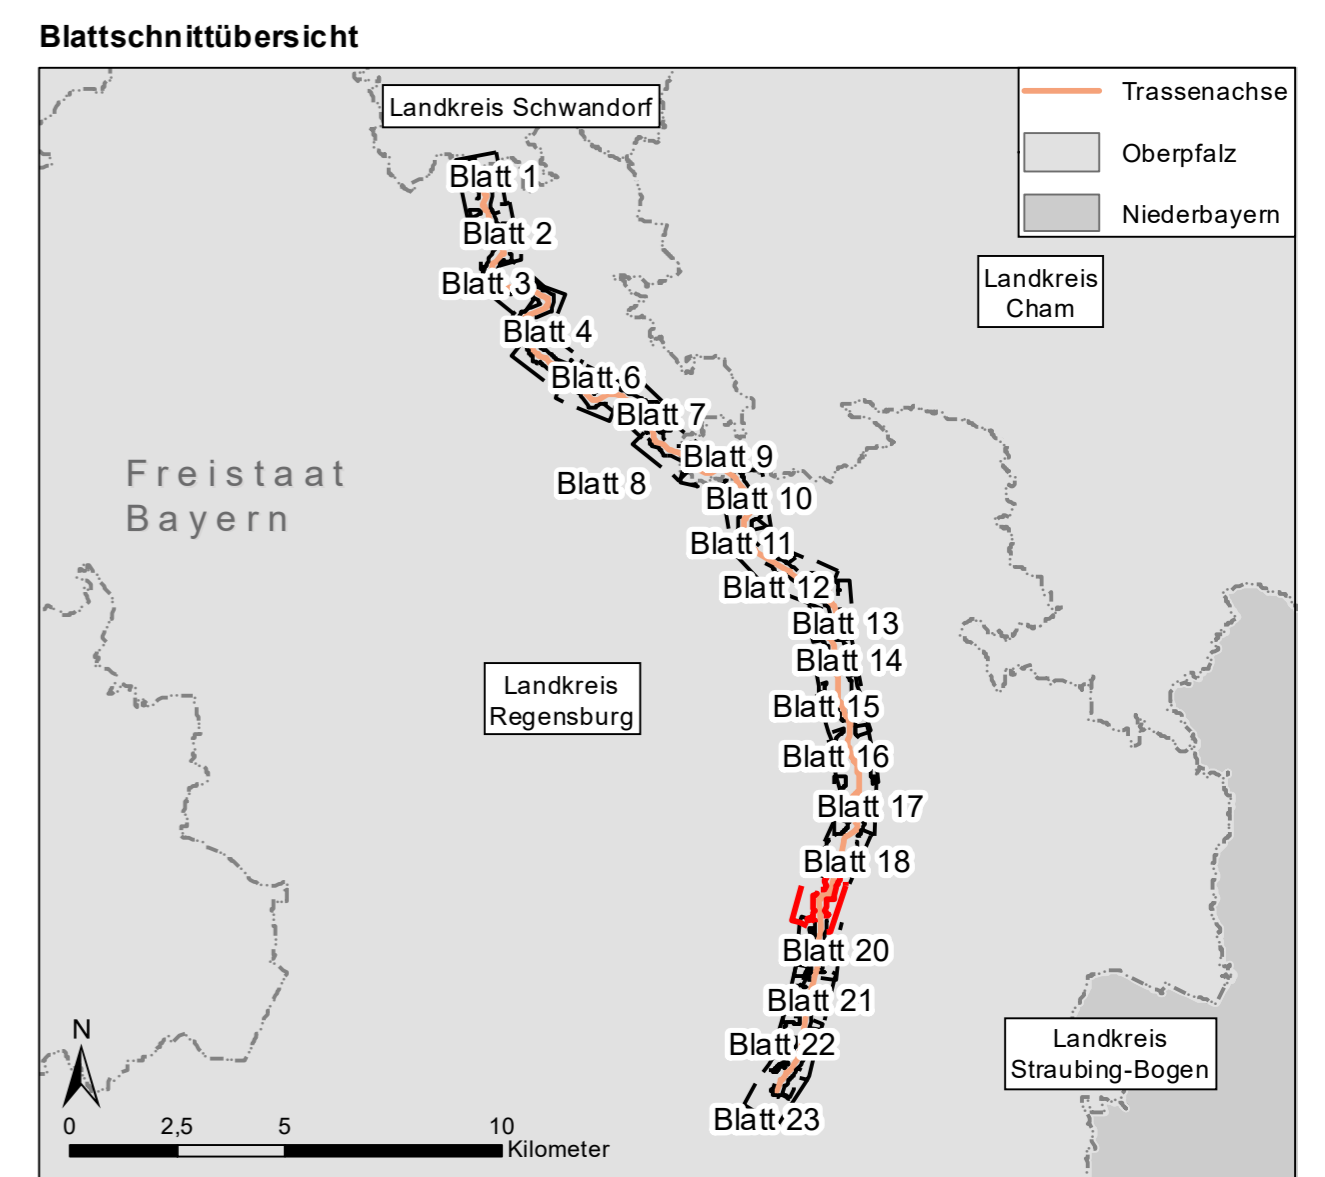 Blattschnittübersicht
Landkreis Schwandorf
Trassenachse
Oberpfalz
Niederbayern
Landkreis
Cham
Blatt 1
Blatt 2
Blatt 3
Blatt 4
Blatt 6
Blatt 7
Blatt 9
Blatt 8
Blatt 10
Blatt 11
Blatt 12
Blatt 13
Blatt 14
Blatt 15
Blatt 16
Blatt 17
Blatt 18
Blatt 20
Blatt 21
Blatt 22
Blatt 23
Freistaat
Bayern
Landkreis
Regensburg
Landkreis
Straubing-Bogen
N
0 2,5 5 10
Kilometer